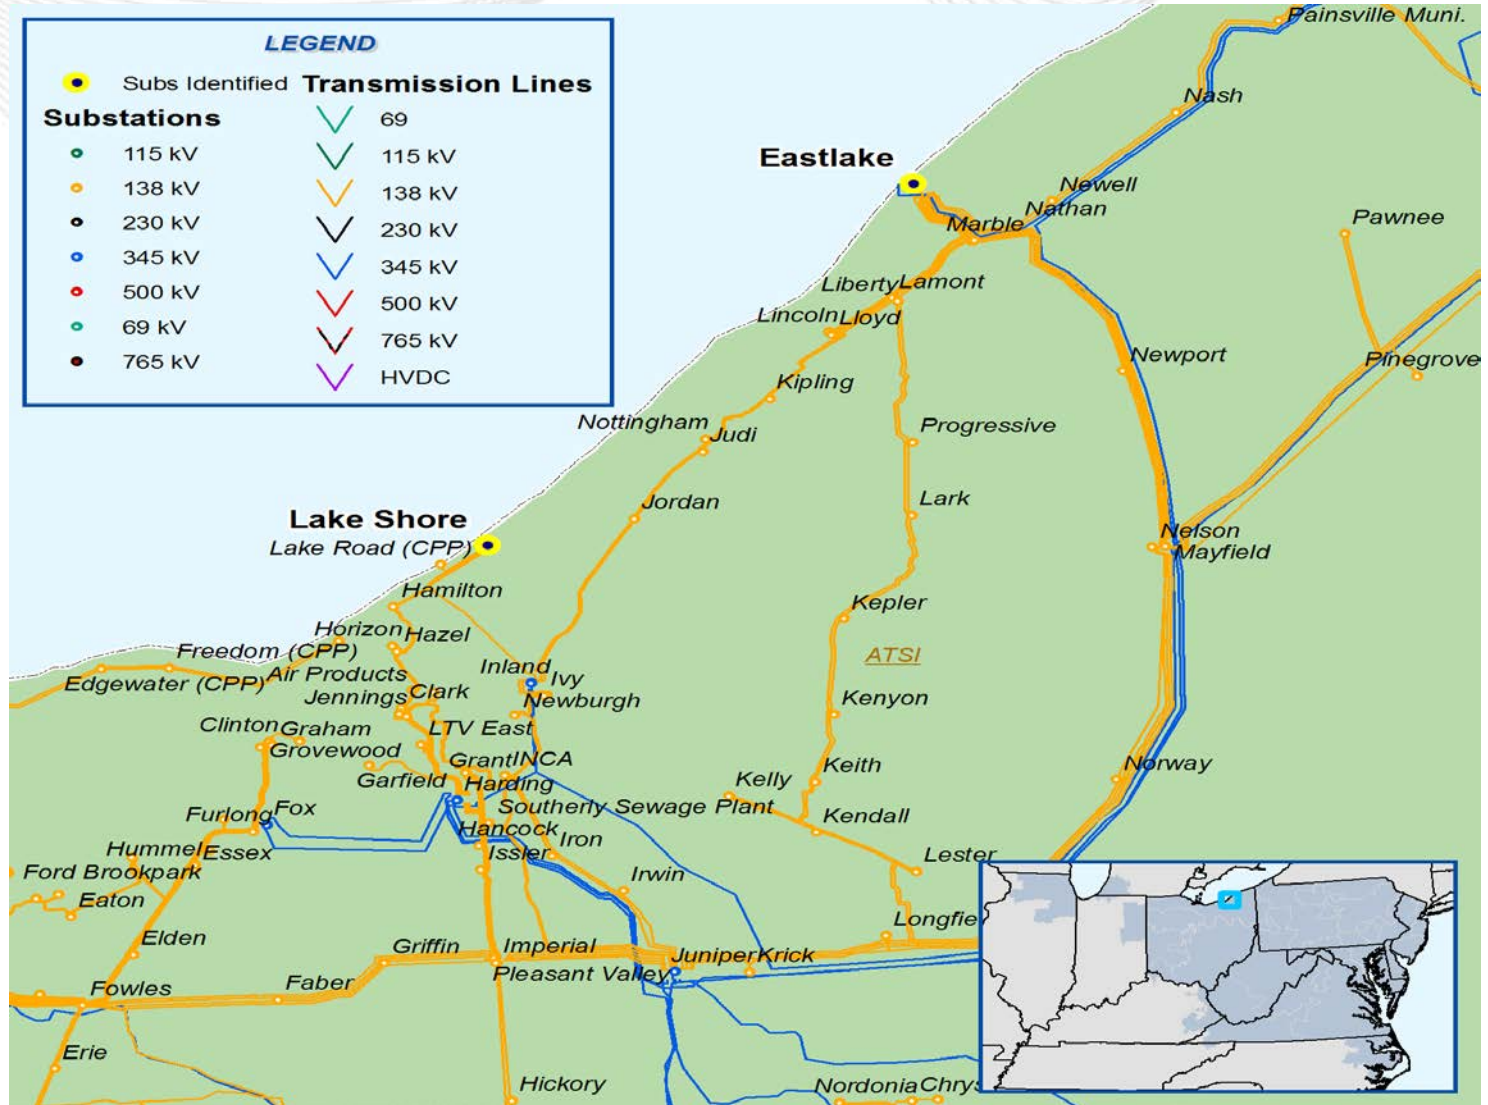 LEGEND
Subs Identified
Transmission Lines
Substations
69
115 kV
115 kV
138 kV
138 kV
230 kV
230 kV
345 kV
345 kV
500 kV
500 kV
69 kV
765 kV
765 kV
HVDC
Painsville Muni.
Nash
Eastlake
Newell
Nathan
Marble
Pawnee
Liberty
Lamont
Lincoln
Lloyd
Newport
Pinegrove
Kipling
Nottingham
Judi
Progressive
Lark
Jordan
Lake Shore
Lake Road (CPP)
Nelson
Mayfield
Hamilton
Kepler
Horizon
Hazel
Freedom (CPP)
ATSI
Edgewater (CPP)
Air Products
Inland
Ivy
Jennings
Clark
Newburgh
Kenyon
Clinton
Graham
LTV East
Grovewood
Grant
INCA
Garfield
Harding
Kelly
Keith
Norway
Furlong
Fox
Southerly Sewage Plant
Kendall
Hancock
Iron
Hummel
Essex
Issler
Lester
Ford Brookpark
Irwin
Eaton
Longfie
Elden
Griffin
Imperial
Juniper
Krick
Pleasant Valley
Fowles
Faber
Erie
Hickory
Nordonia
Chrys